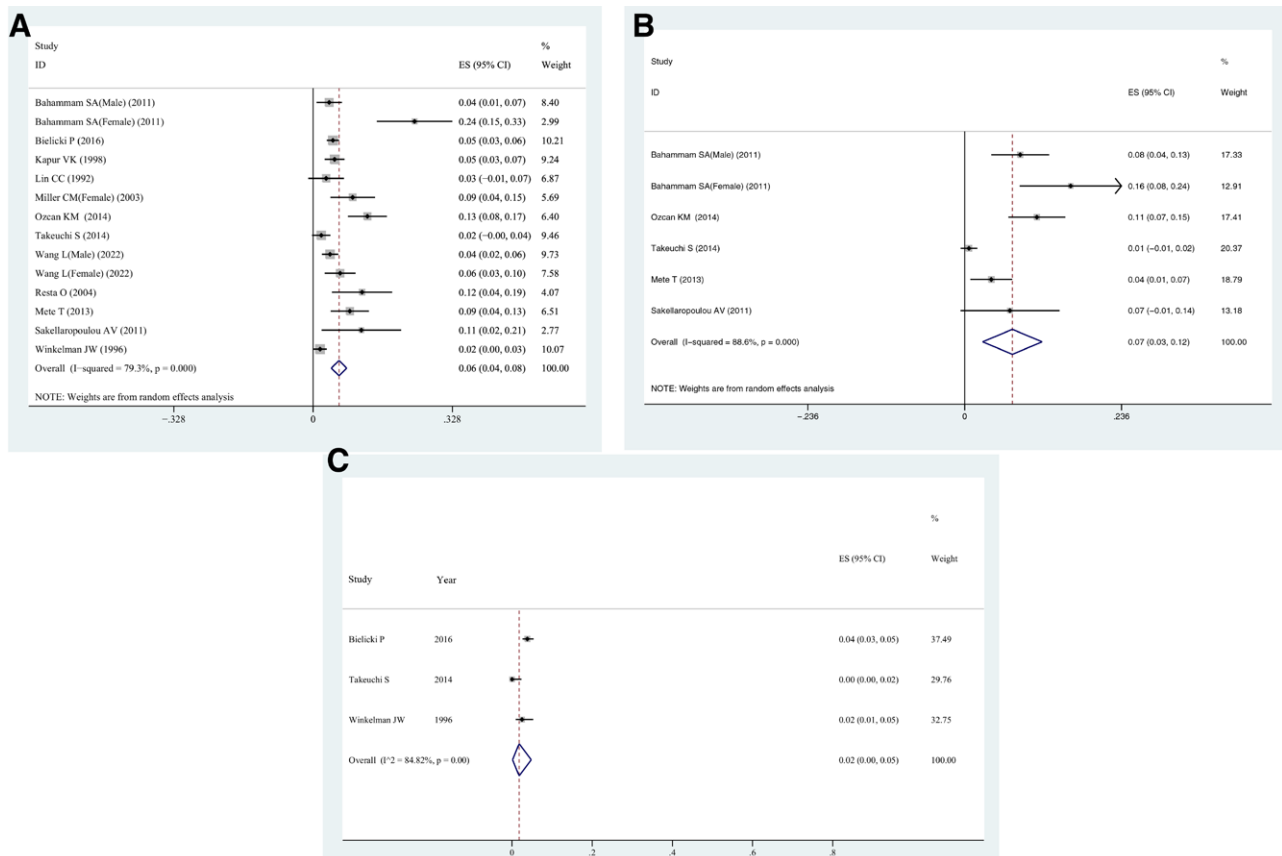 A
Study %
ID ES (95% CI) Weight
Bahammam SA(Male) (2011) 0.04 (0.01, 0.07) 8.40
Bahammam SA(Female) (2011) 0.24 (0.15, 0.33) 2.99
Bielicki P (2016) 0.05 (0.03, 0.06) 10.21
Kapur VK (1998) 0.05 (0.03, 0.07) 9.24
Lin CC (1992) 0.03 (−0.01, 0.07) 6.87
Miller CM(Female) (2003) 0.09 (0.04, 0.15) 5.69
Ozcan KM (2014) 0.13 (0.08, 0.17) 6.40
Takeuchi S (2014) 0.02 (−0.00, 0.04) 9.46
Wang L(Male) (2022) 0.04 (0.02, 0.06) 9.73
Wang L(Female) (2022) 0.06 (0.03, 0.10) 7.58
Resta O (2004) 0.12 (0.04, 0.19) 4.07
Mete T (2013) 0.09 (0.04, 0.13) 6.51
Sakellaropoulou AV (2011) 0.11 (0.02, 0.21) 2.77
Winkelman JW (1996) 0.02 (0.00, 0.03) 10.07
Overall (I−squared = 79.3%, p = 0.000) 0.06 (0.04, 0.08) 100.00
NOTE: Weights are from random effects analysis
−.328 0 .328
B
Study %
ID ES (95% CI) Weight
Bahammam SA(Male) (2011) 0.08 (0.04, 0.13) 17.33
Bahammam SA(Female) (2011) 0.16 (0.08, 0.24) 12.91
Ozcan KM (2014) 0.11 (0.07, 0.15) 17.41
Takeuchi S (2014) 0.01 (−0.01, 0.02) 20.37
Mete T (2013) 0.04 (0.01, 0.07) 18.79
Sakellaropoulou AV (2011) 0.07 (−0.01, 0.14) 13.18
Overall (I−squared = 88.6%, p = 0.000) 0.07 (0.03, 0.12) 100.00
NOTE: Weights are from random effects analysis
−.236 0 .236
C
%
ES (95% CI) Weight
Study Year
Bielicki P 2016 0.04 (0.03, 0.05) 37.49
Takeuchi S 2014 0.00 (0.00, 0.02) 29.76
Winkelman JW 1996 0.02 (0.01, 0.05) 32.75
Overall (I^2 = 84.82%, p = 0.00) 0.02 (0.00, 0.05) 100.00
0 .2 .4 .6 .8